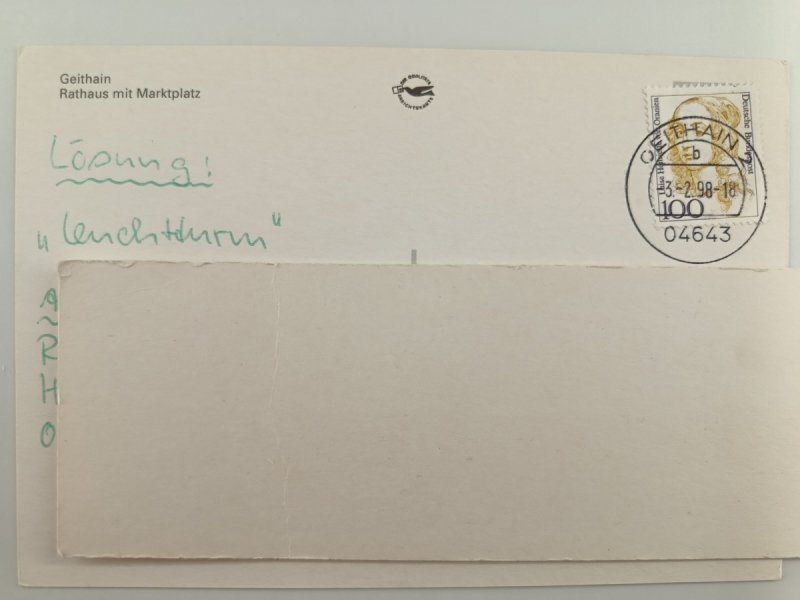 Geithain
Rathaus mit Marktplatz
Lösung:
„Leuchtturm"
A
R
H
O
GEITHAIN
b
3.-2.98-18
04643
100
Deutsche Bundespost